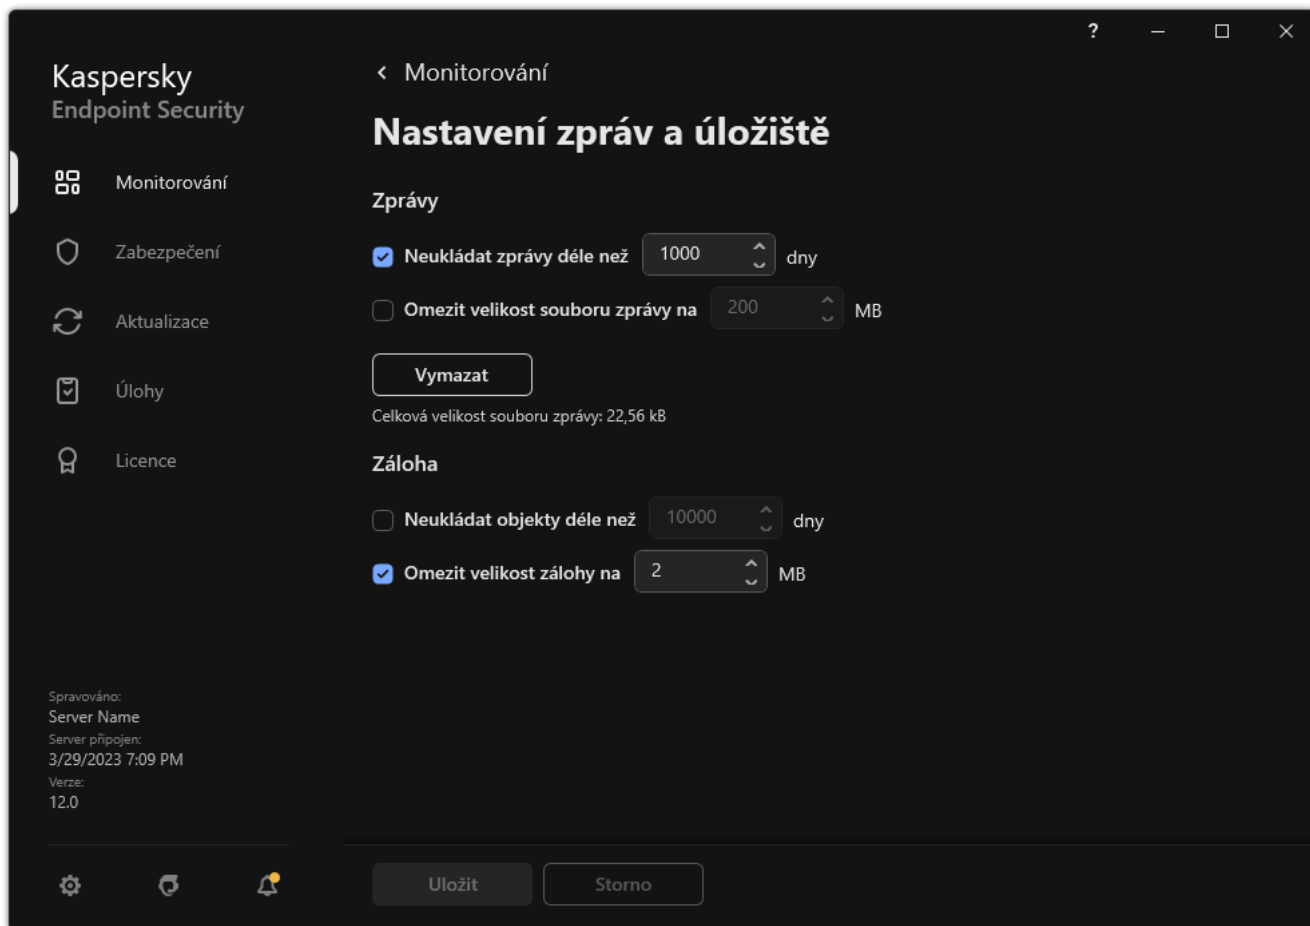 ?
Kaspersky
Endpoint Security
Monitorování
Zabezpečení
Aktualizace
Úlohy
Licence
Spravováno:
Server Name
Server připojen:
3/29/2023 7:09 PM
Verze:
12.0
Monitorování
Nastavení zpráv a úložiště
Zprávy
Neukládat zprávy déle než 1000 dny
Omezit velikost souboru zprávy na 200 MB
Vymazat
Celková velikost souboru zprávy: 22,56 kB
Záloha
Neukládat objekty déle než 10000 dny
Omezit velikost zálohy na 2 MB
Uložit Storno